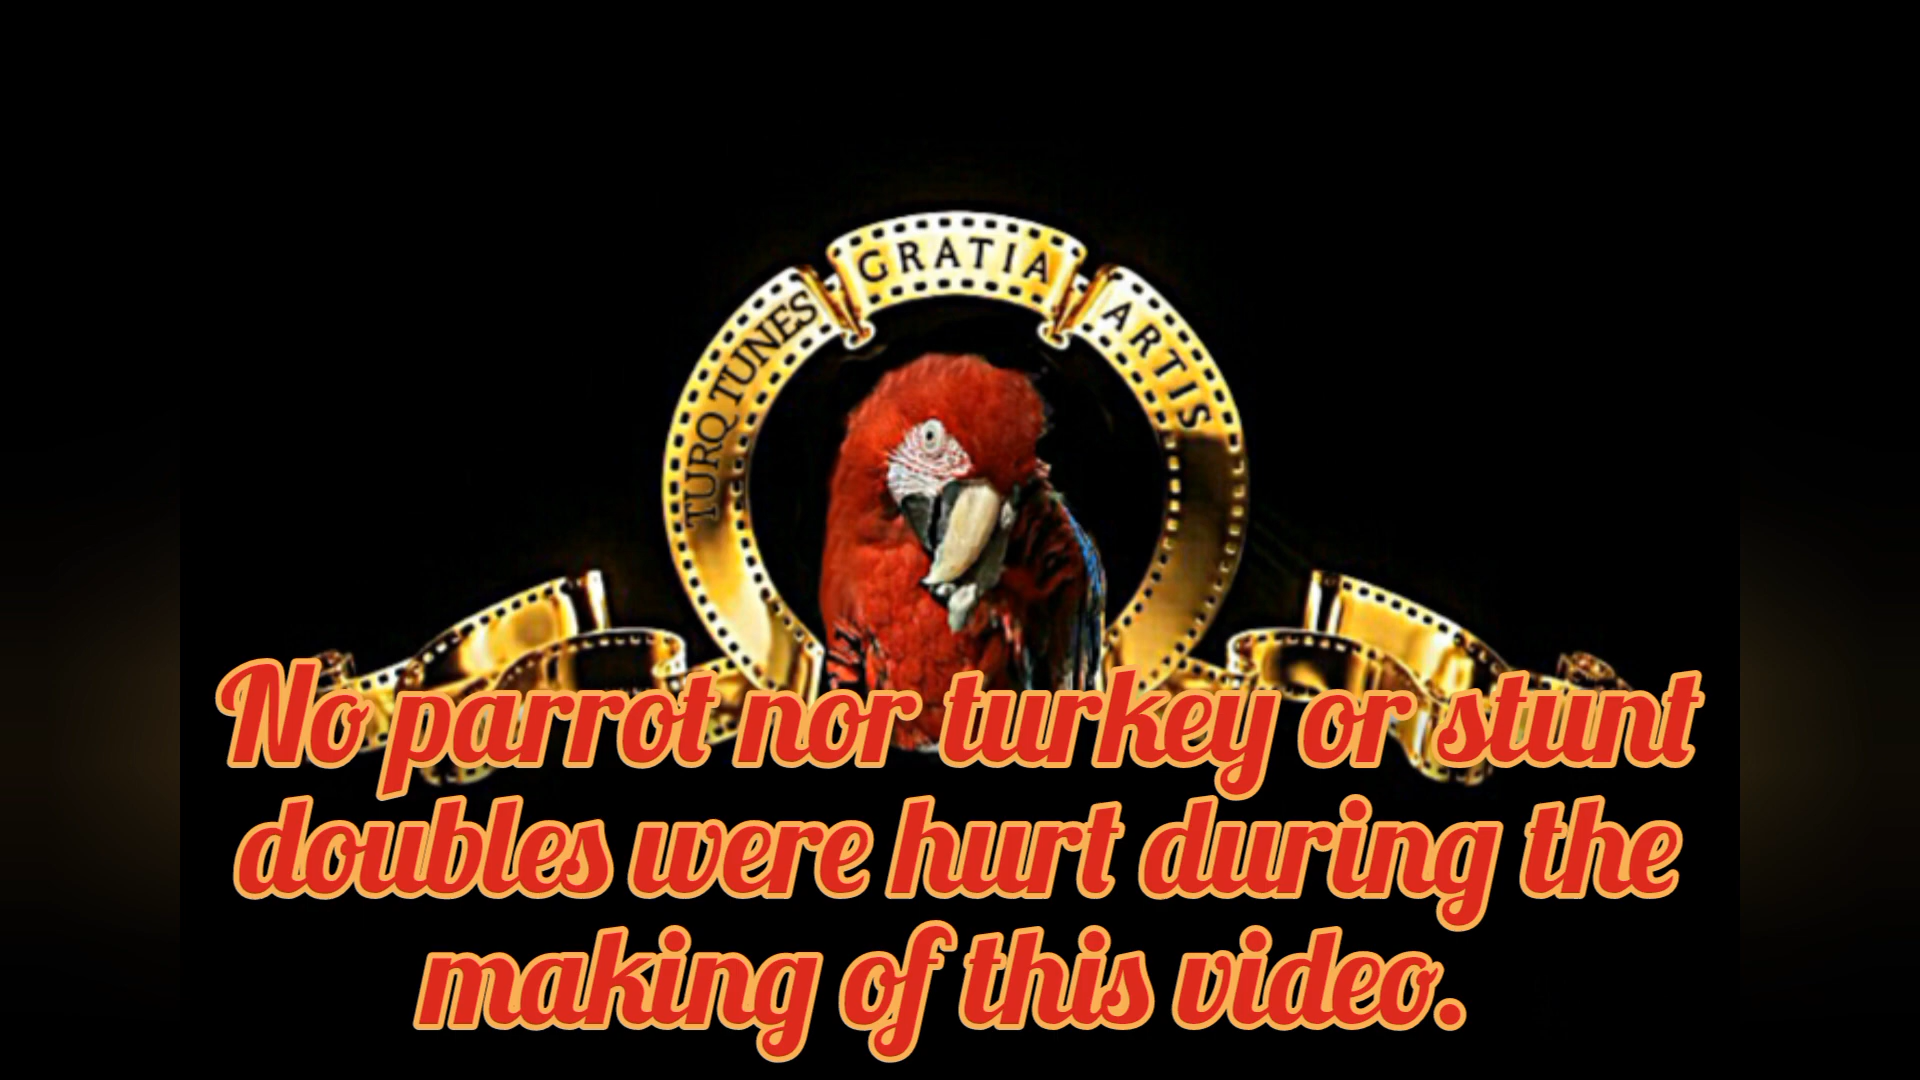 TURQ TUNES GRATIA ARTIS
No parrot nor turkey or stunt
doubles were hurt during the
making of this video.